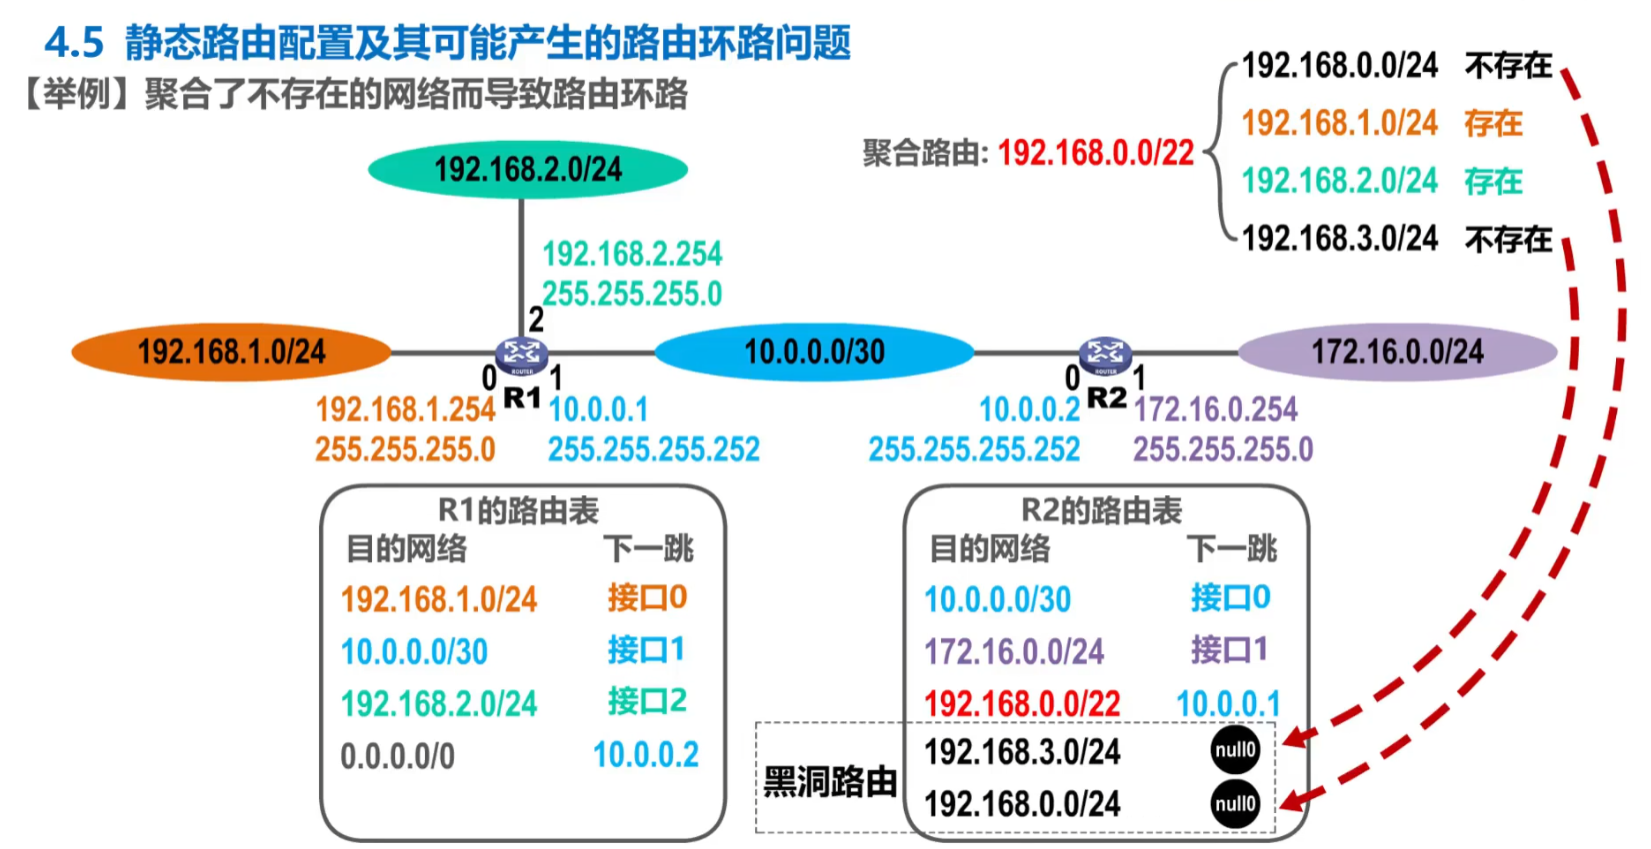 4.5 静态路由配置及其可能产生的路由环路问题
【举例】聚合了不存在的网络而导致路由环路
聚合路由: 192.168.0.0/22
192.168.0.0/24 不存在
192.168.1.0/24 存在
192.168.2.0/24 存在
192.168.3.0/24 不存在
192.168.2.0/24
192.168.2.254
255.255.255.0
2
192.168.1.0/24
10.0.0.0/30
172.16.0.0/24
ROUTER
ROUTER
0 R1 1
0 R2 1
192.168.1.254
255.255.255.0
10.0.0.1
255.255.255.252
10.0.0.2
255.255.255.252
172.16.0.254
255.255.255.0
R1的路由表
目的网络 下一跳
192.168.1.0/24 接口0
10.0.0.0/30 接口1
192.168.2.0/24 接口2
0.0.0.0/0 10.0.0.2
R2的路由表
目的网络 下一跳
10.0.0.0/30 接口0
172.16.0.0/24 接口1
192.168.0.0/22 10.0.0.1
黑洞路由
192.168.3.0/24 null0
192.168.0.0/24 null0